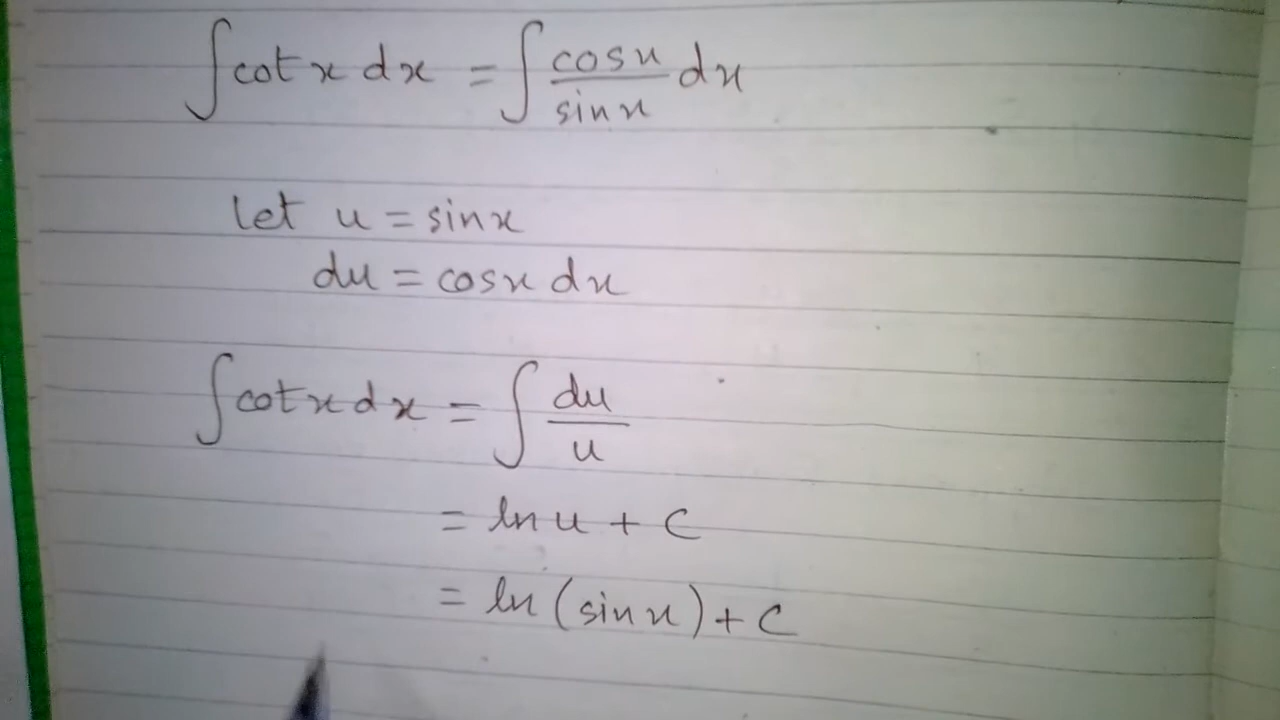 ∫cot x dx = ∫ cos x / sin x dx
let u = sin x
du = cos x dx
∫cot x dx = ∫ du / u
= ln u + c
= ln (sin x) + c